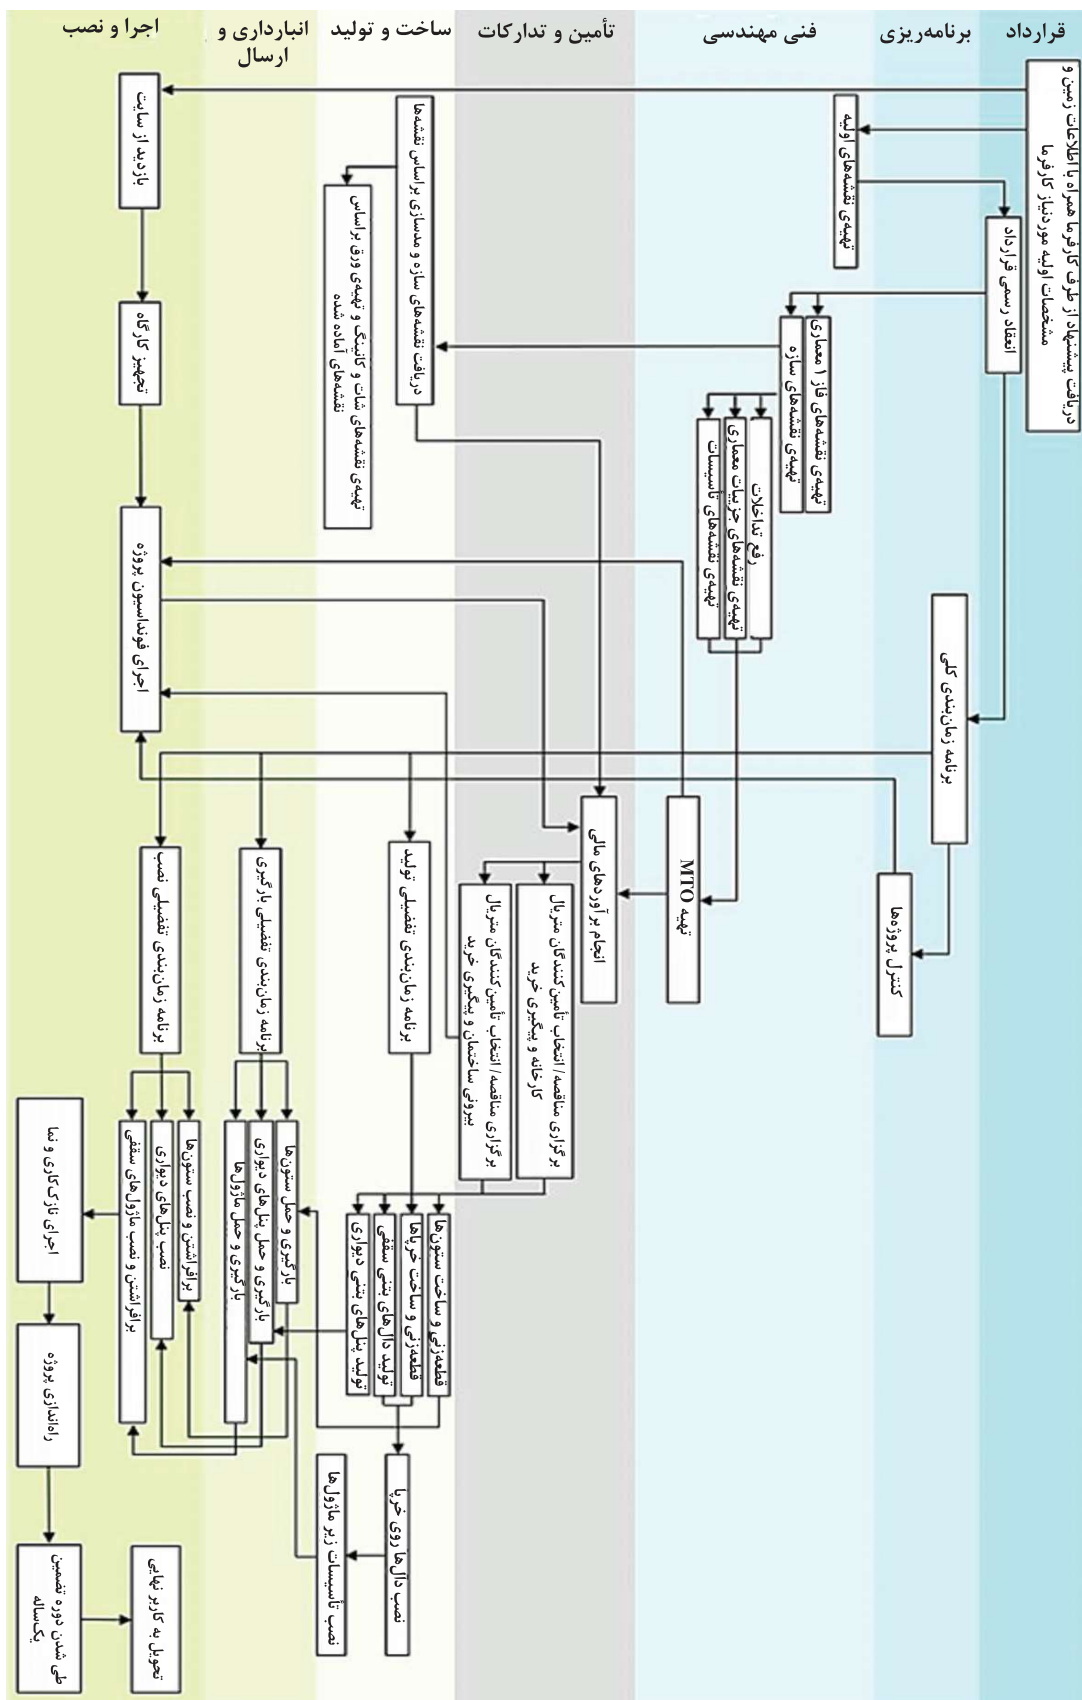 قرارداد
برنامه‌ریزی
فنی مهندسی
تأمین و تدارکات
ساخت و تولید
انبارداری و
ارسال
اجرا و نصب
دریافت پیشنهاد از طرف کارفرما همراه با اطلاعات زمین و
مشخصات اولیه موردنیاز کارفرما
انعقاد رسمی قرارداد
برنامه زمان‌بندی کلی
کنترل پروژه‌ها
تهیه‌ی نقشه‌های اولیه
تهیه‌ی نقشه‌های فاز ۱ معماری
تهیه‌ی نقشه‌های سازه
رفع تداخلات
تهیه‌ی نقشه‌های جزییات معماری
تهیه‌ی نقشه‌های تأسیسات
تهیه MTO
انجام برآوردهای مالی
برگزاری مناقصه/ انتخاب تأمین‌کنندگان متریال
کارخانه و پیگیری خرید
برگزاری مناقصه/ انتخاب تأمین‌کنندگان متریال
بیرونی ساختمان و پیگیری خرید
دریافت نقشه‌های سازه و مدسازی براساس نقشه‌ها
تهیه‌ی نقشه‌های شات و کاتینگ و تهیه‌ی ورق براساس
نقشه‌های آماده شده
برنامه زمان‌بندی تفضیلی تولید
قطعه‌زنی و ساخت ستون‌ها
قطعه‌زنی و ساخت خرپاها
تولید دال‌های بتنی سقفی
تولید پنل‌های بتنی دیواری
نصب دال‌ها روی خرپا
نصب تأسیسات زیر ماژول‌ها
برنامه زمان‌بندی تفضیلی بارگیری
بارگیری و حمل ستون‌ها
بارگیری و حمل پنل‌های دیواری
بارگیری و حمل ماژول‌ها
بازدید از سایت
تجهیز کارگاه
اجرای فونداسیون پروژه
برنامه زمان‌بندی تفضیلی نصب
برافراشتن و نصب ستون‌ها
نصب پنل‌های دیواری
برافراشتن و نصب ماژول‌های سقفی
اجرای نازک‌کاری و نما
راه‌اندازی پروژه
طی شدن دوره تضمین
یک‌ساله
تحویل به کاربر نهایی